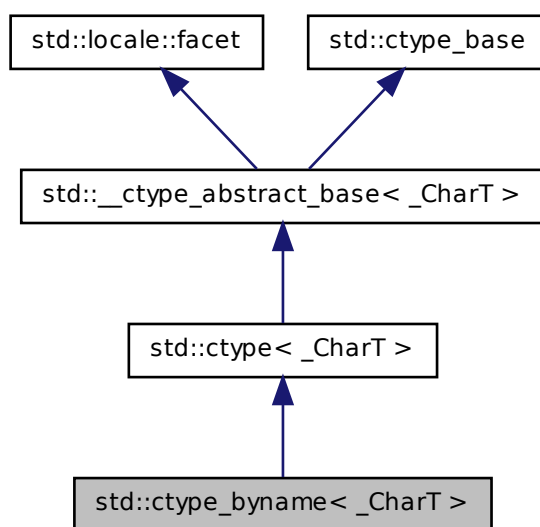 std::locale::facet
std::ctype_base
std::__ctype_abstract_base< _CharT >
std::ctype< _CharT >
std::ctype_byname< _CharT >